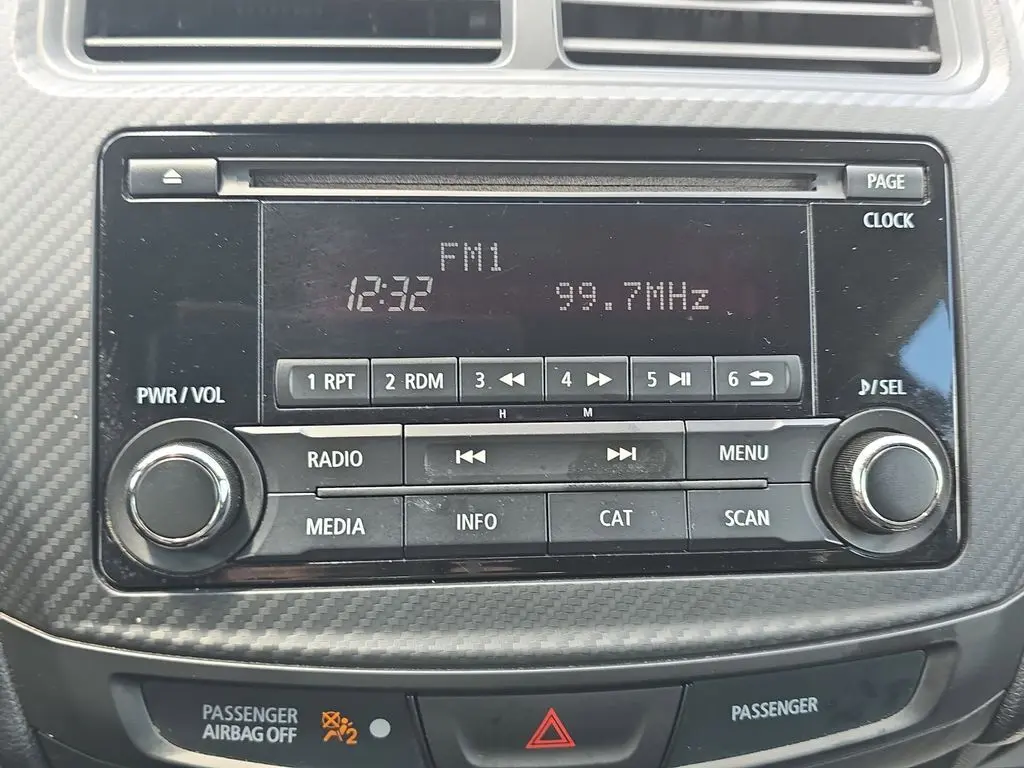 PAGE
CLOCK
FM1
12:32 99.7MHz
1 RPT 2 RDM 3 4 5 6
H M
PWR/VOL
/SEL
RADIO MENU
MEDIA INFO CAT SCAN
PASSENGER
AIRBAG OFF
2
PASSENGER